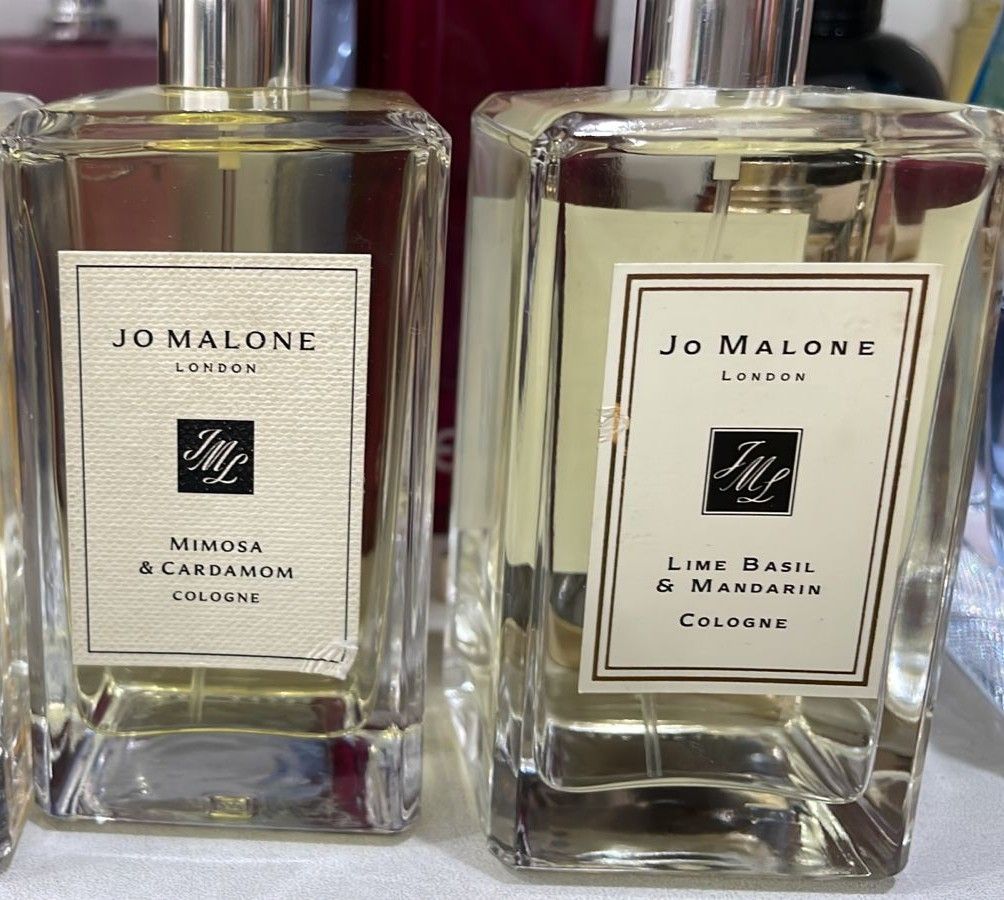 JO MALONE
LONDON
JML
MIMOSA
& CARDAMOM
COLOGNE
JO MALONE
LONDON
JML
LIME BASIL
& MANDARIN
COLOGNE